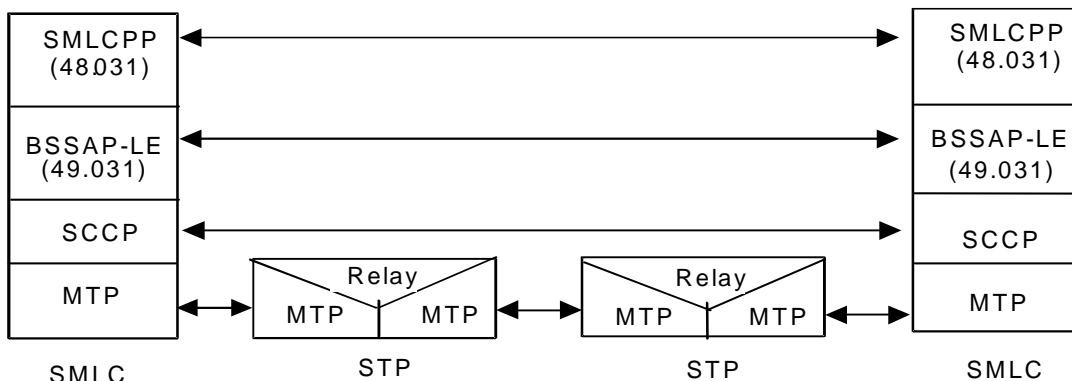 SMLCPP
(48.031)
SMLCPP
(48.031)
BSSAP-LE
(49.031)
BSSAP-LE
(49.031)
SCCP
SCCP
MTP
Relay
MTP
MTP
Relay
MTP
MTP
MTP
SMLC
STP
STP
SMLC